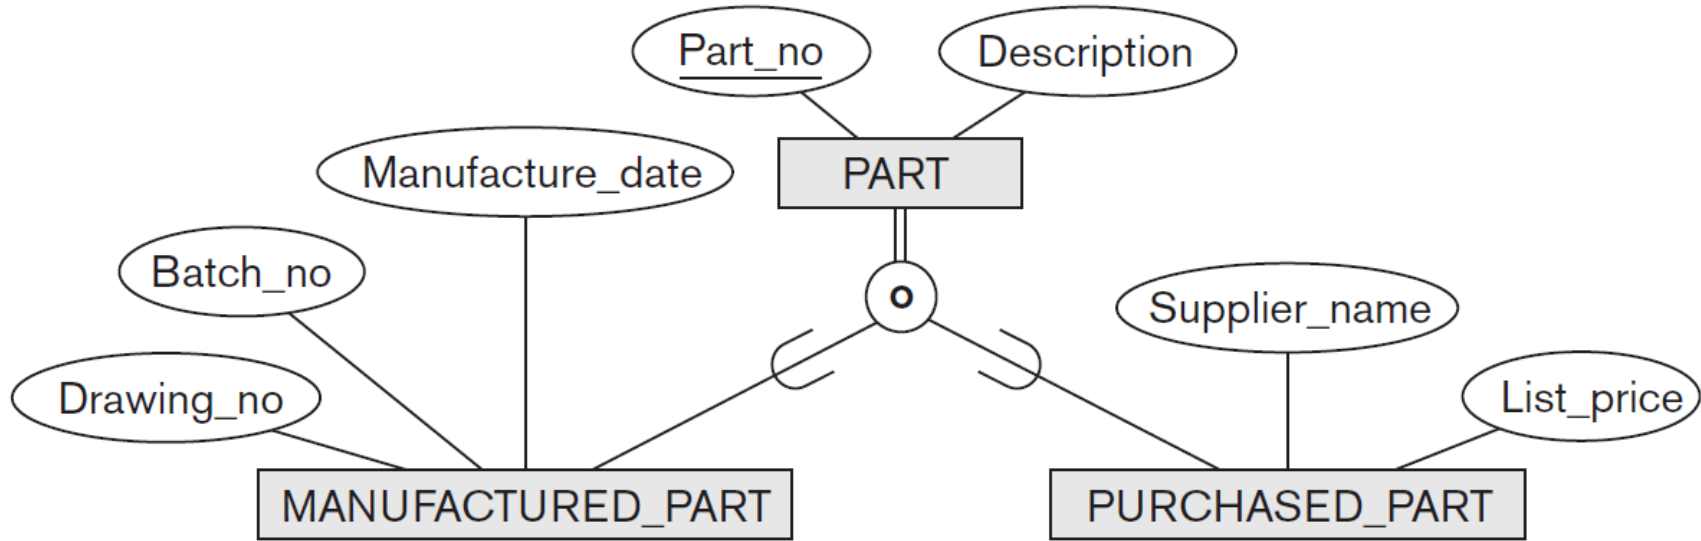 Part_no
Description
Manufacture_date
PART
Batch_no
o
Supplier_name
Drawing_no
List_price
MANUFACTURED_PART
PURCHASED_PART